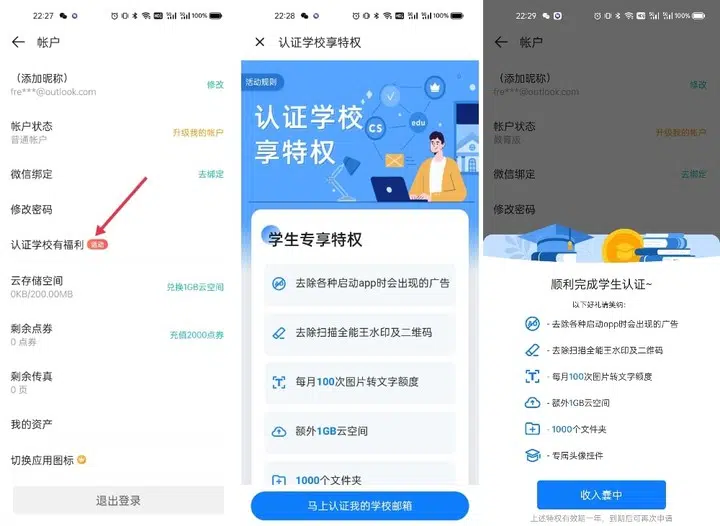 22:27
100%
帐户
（添加昵称）
fre***@outlook.com
修改
帐户状态
普通帐户
升级我的帐户
微信绑定
去绑定
修改密码
认证学校有福利
活动
云存储空间
0KB/200.00MB
兑换1GB云空间
剩余点券
0 点券
充值2000点券
剩余传真
0 页
我的资产
切换应用图标
退出登录
22:28
100%
认证学校享特权
活动规则
认证学校
享特权
CS
edu
学生专享特权
去除各种启动app时会出现的广告
去除扫描全能王水印及二维码
每月100次图片转文字额度
额外1GB云空间
1000个文件夹
马上认证我的学校邮箱
22:29
100%
帐户
（添加昵称）
fre***@outlook.com
修改
帐户状态
教育版
升级我的帐户
微信绑定
去绑定
修改密码
顺利完成学生认证~
以下好礼请笑纳:
- 去除各种启动app时会出现的广告
- 去除扫描全能王水印及二维码
- 每月100次图片转文字额度
- 额外1GB云空间
- 1000个文件夹
- 专属头像挂件
收入囊中
上述特权有效期一年，到期后可再次申请